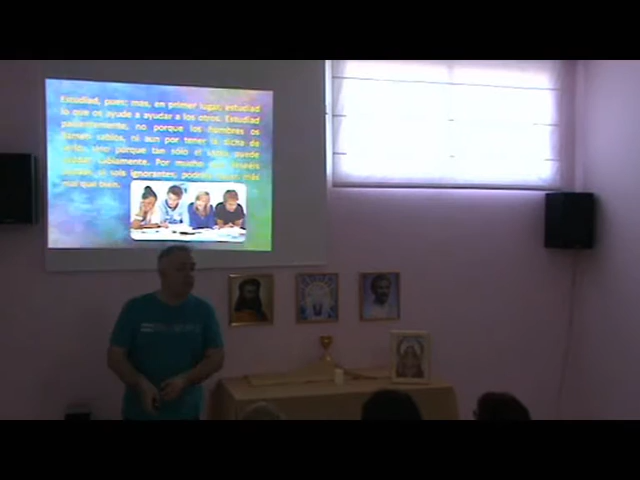 Estudiad, pues; mas, en primer lugar, estudiad
lo que os ayude a ayudar a los otros. Estudiad
pacientemente, no porque los hombres os
llamen sabios, ni aun por tener la dicha de
porque tan sólo el sabio puede
ayudar sabiamente. Por mucho que
si sois ignorantes, podréis hacer más
mal que bien.